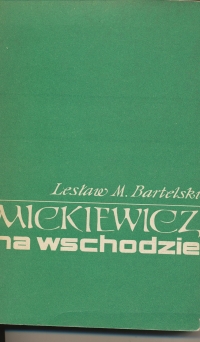 Lesław M. Bartelski
MICKIEWICZ
na wschodzie